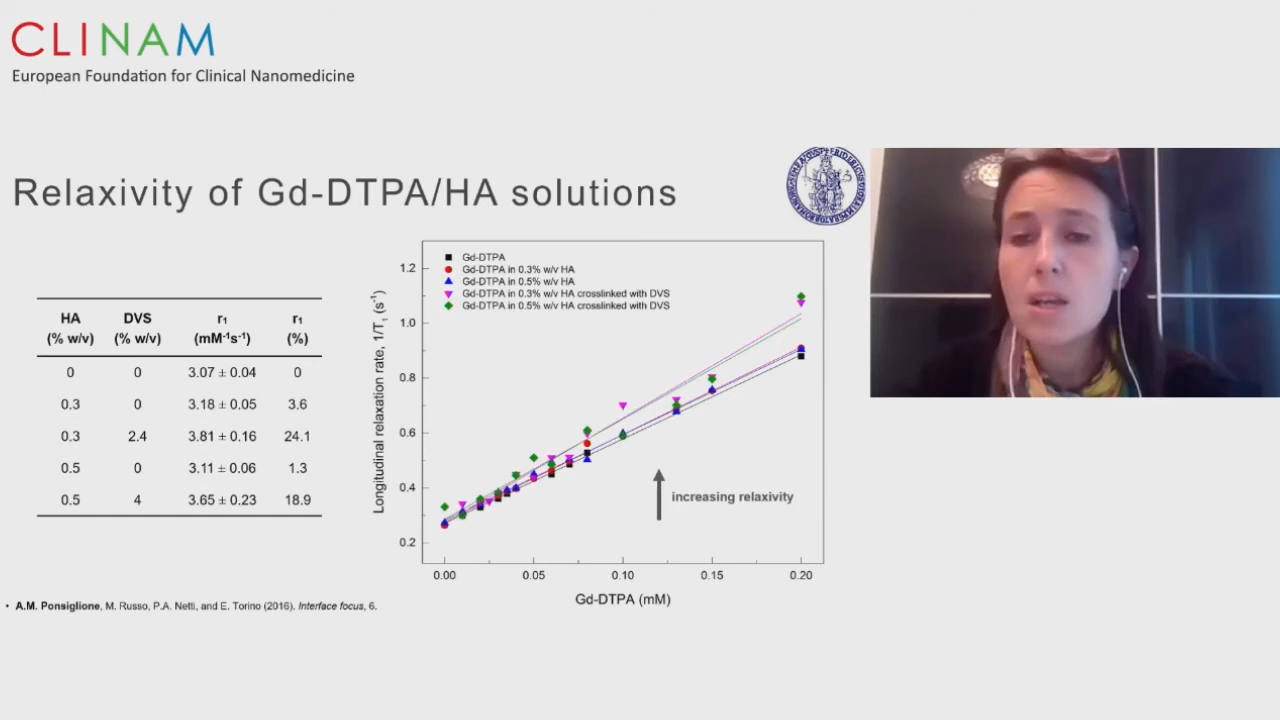 CLINAM
European Foundation for Clinical Nanomedicine
Relaxivity of Gd-DTPA/HA solutions
HA DVS r₁ r₁
(% w/v) (% w/v) (mM⁻¹s⁻¹) (%)
0 0 3.07 ± 0.04 0
0.3 0 3.18 ± 0.05 3.6
0.3 2.4 3.81 ± 0.16 24.1
0.5 0 3.11 ± 0.06 1.3
0.5 4 3.65 ± 0.23 18.9
Gd-DTPA
Gd-DTPA in 0.3% w/v HA
Gd-DTPA in 0.5% w/v HA
Gd-DTPA in 0.3% w/v HA crosslinked with DVS
Gd-DTPA in 0.5% w/v HA crosslinked with DVS
Longitudinal relaxation rate, 1/T₁ (s⁻¹)
1.2
1.0
0.8
0.6
0.4
0.2
increasing relaxivity
0.00 0.05 0.10 0.15 0.20
Gd-DTPA (mM)
• A.M. Ponsiglione, M. Russo, P.A. Netti, and E. Torino (2016). Interface focus, 6.